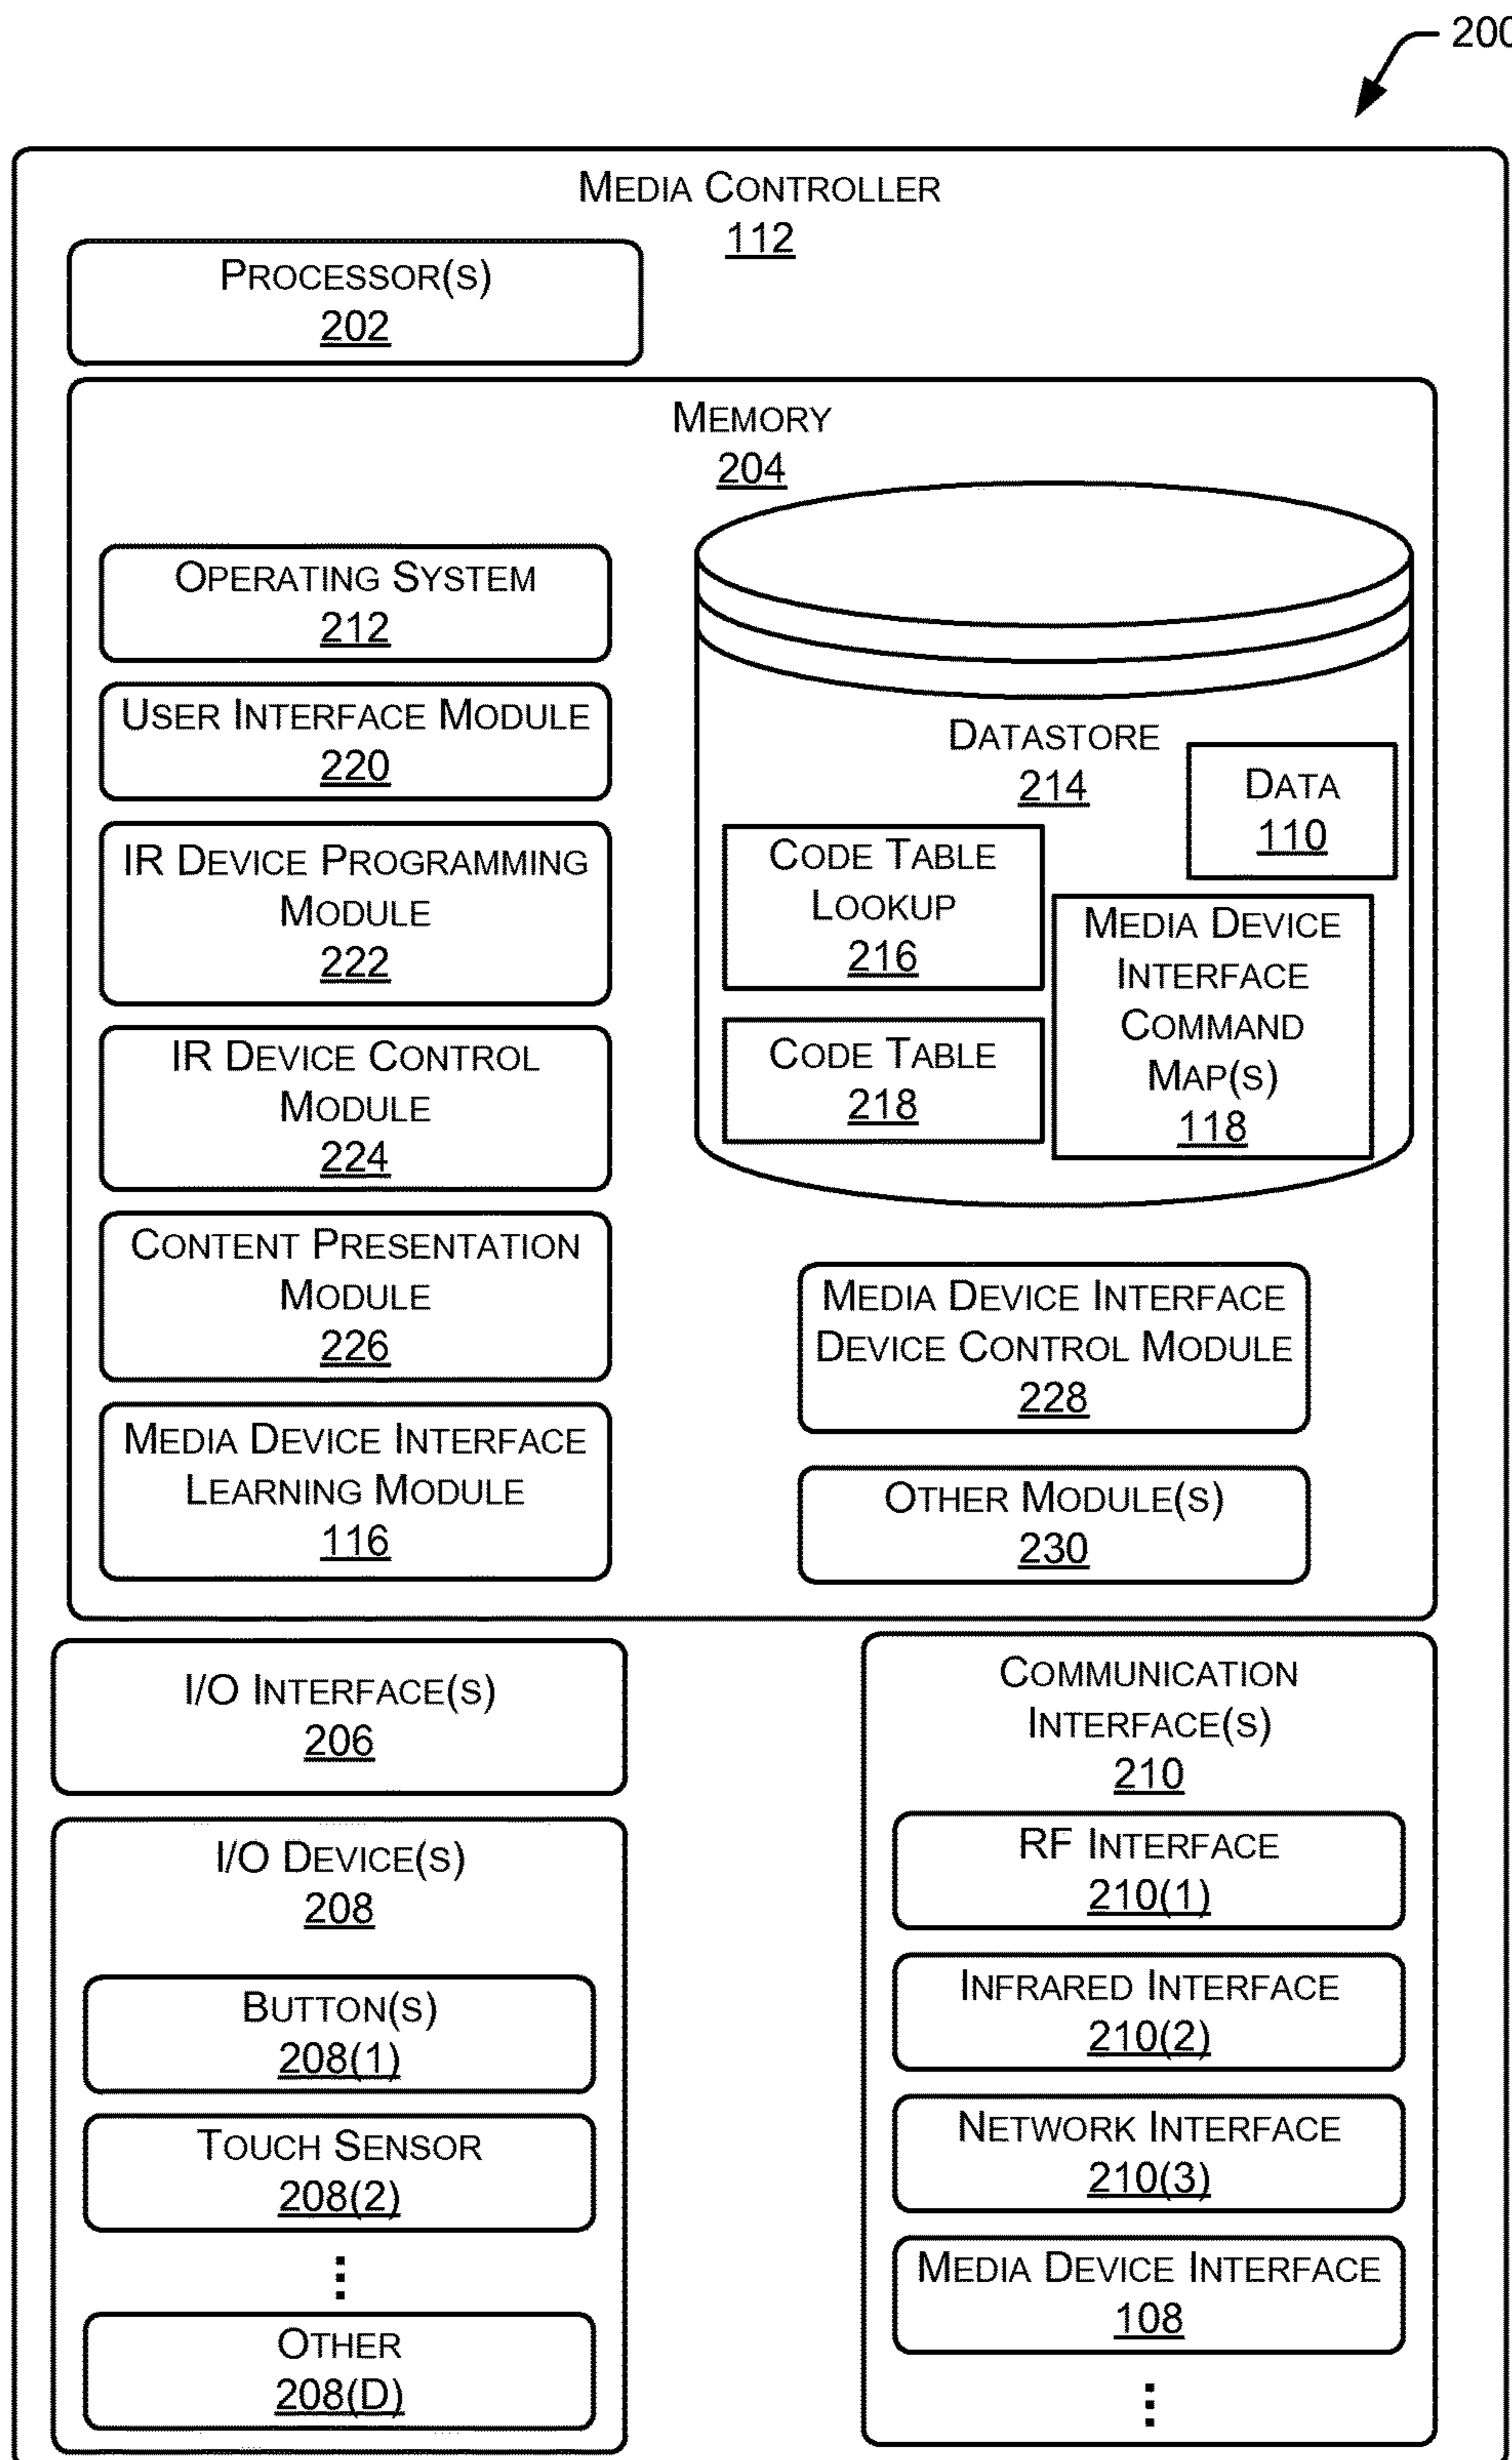 200
MEDIA CONTROLLER
112
PROCESSOR(S)
202
MEMORY
204
OPERATING SYSTEM
212
USER INTERFACE MODULE
220
IR DEVICE PROGRAMMING
MODULE
222
IR DEVICE CONTROL
MODULE
224
CONTENT PRESENTATION
MODULE
226
MEDIA DEVICE INTERFACE
LEARNING MODULE
116
DATASTORE
214
DATA
110
CODE TABLE
LOOKUP
216
MEDIA DEVICE
INTERFACE
COMMAND
MAP(S)
118
CODE TABLE
218
MEDIA DEVICE INTERFACE
DEVICE CONTROL MODULE
228
OTHER MODULE(S)
230
I/O INTERFACE(S)
206
I/O DEVICE(S)
208
BUTTON(S)
208(1)
TOUCH SENSOR
208(2)
⋮
OTHER
208(D)
COMMUNICATION
INTERFACE(S)
210
RF INTERFACE
210(1)
INFRARED INTERFACE
210(2)
NETWORK INTERFACE
210(3)
MEDIA DEVICE INTERFACE
108
⋮